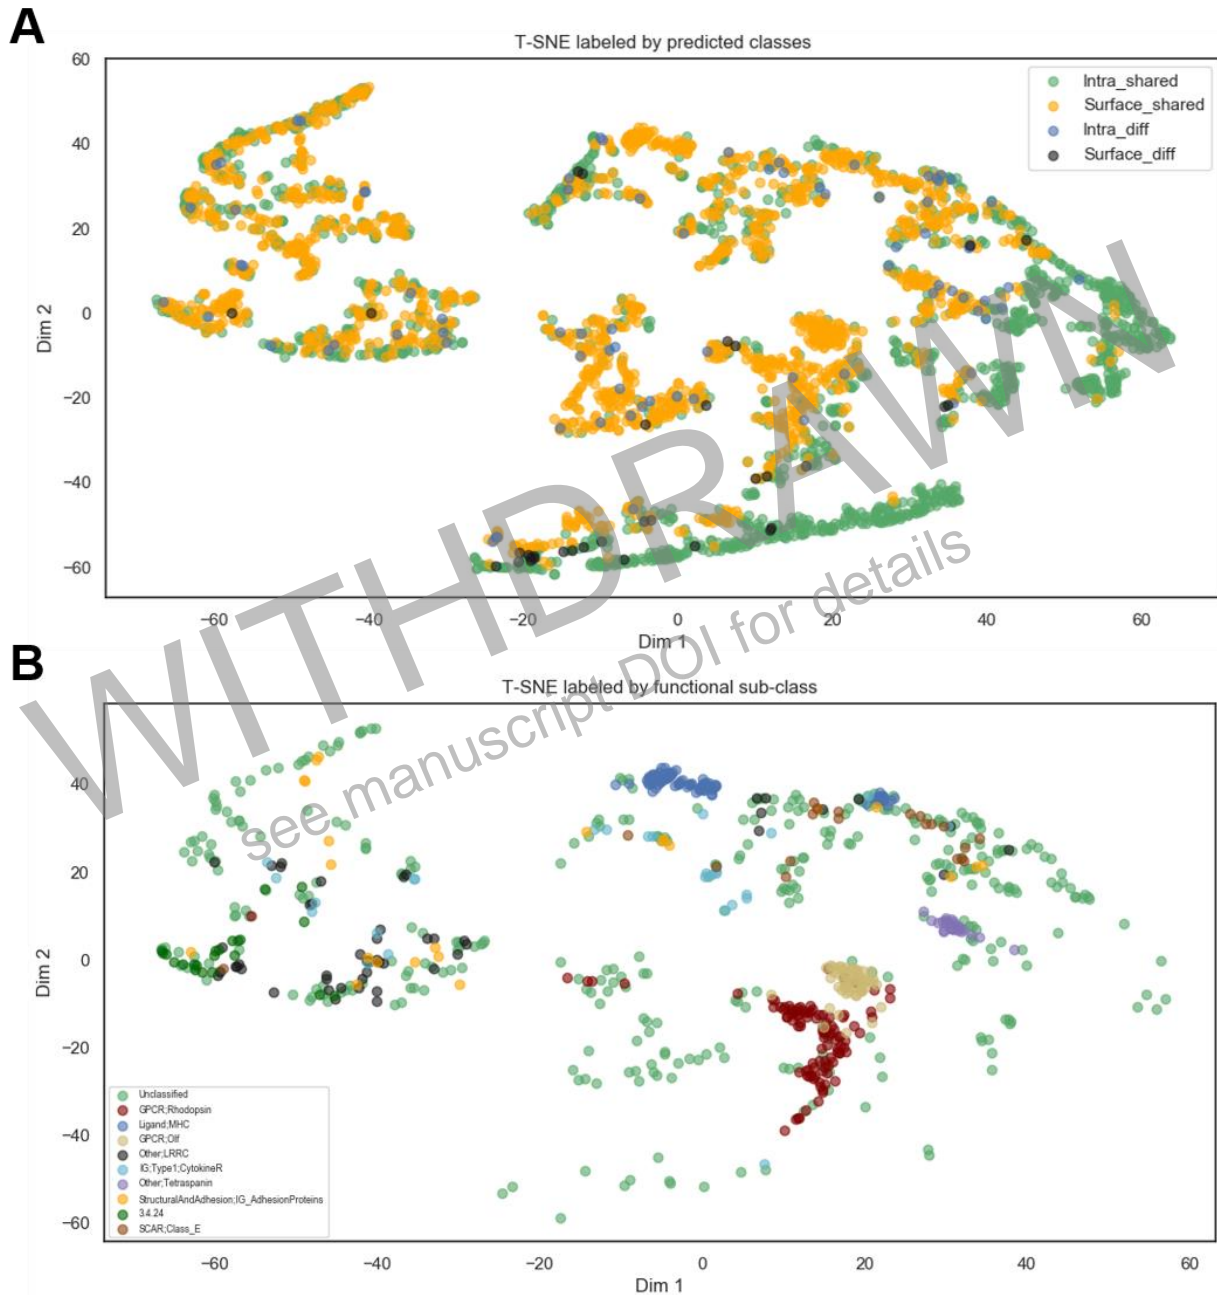 A
T-SNE labeled by predicted classes
60
40
20
0
−20
−40
−60
Dim 2
Intra_shared
Surface_shared
Intra_diff
Surface_diff
−60
−40
−20
0
20
40
60
Dim 1
WITHDRAWN
see manuscript DOI for details
B
T-SNE labeled by functional sub-class
40
20
0
−20
−40
−60
Dim 2
Unclassified
GPCR;Rhodopsin
Ligand;MHC
GPCR;Olf
Other;LRRC
IG;Type1;CytokineR
Other;Tetraspanin
StructuralAndAdhesion;IG_AdhesionProteins
3.4.24
SCAR;Class_E
−60
−40
−20
0
20
40
60
Dim 1